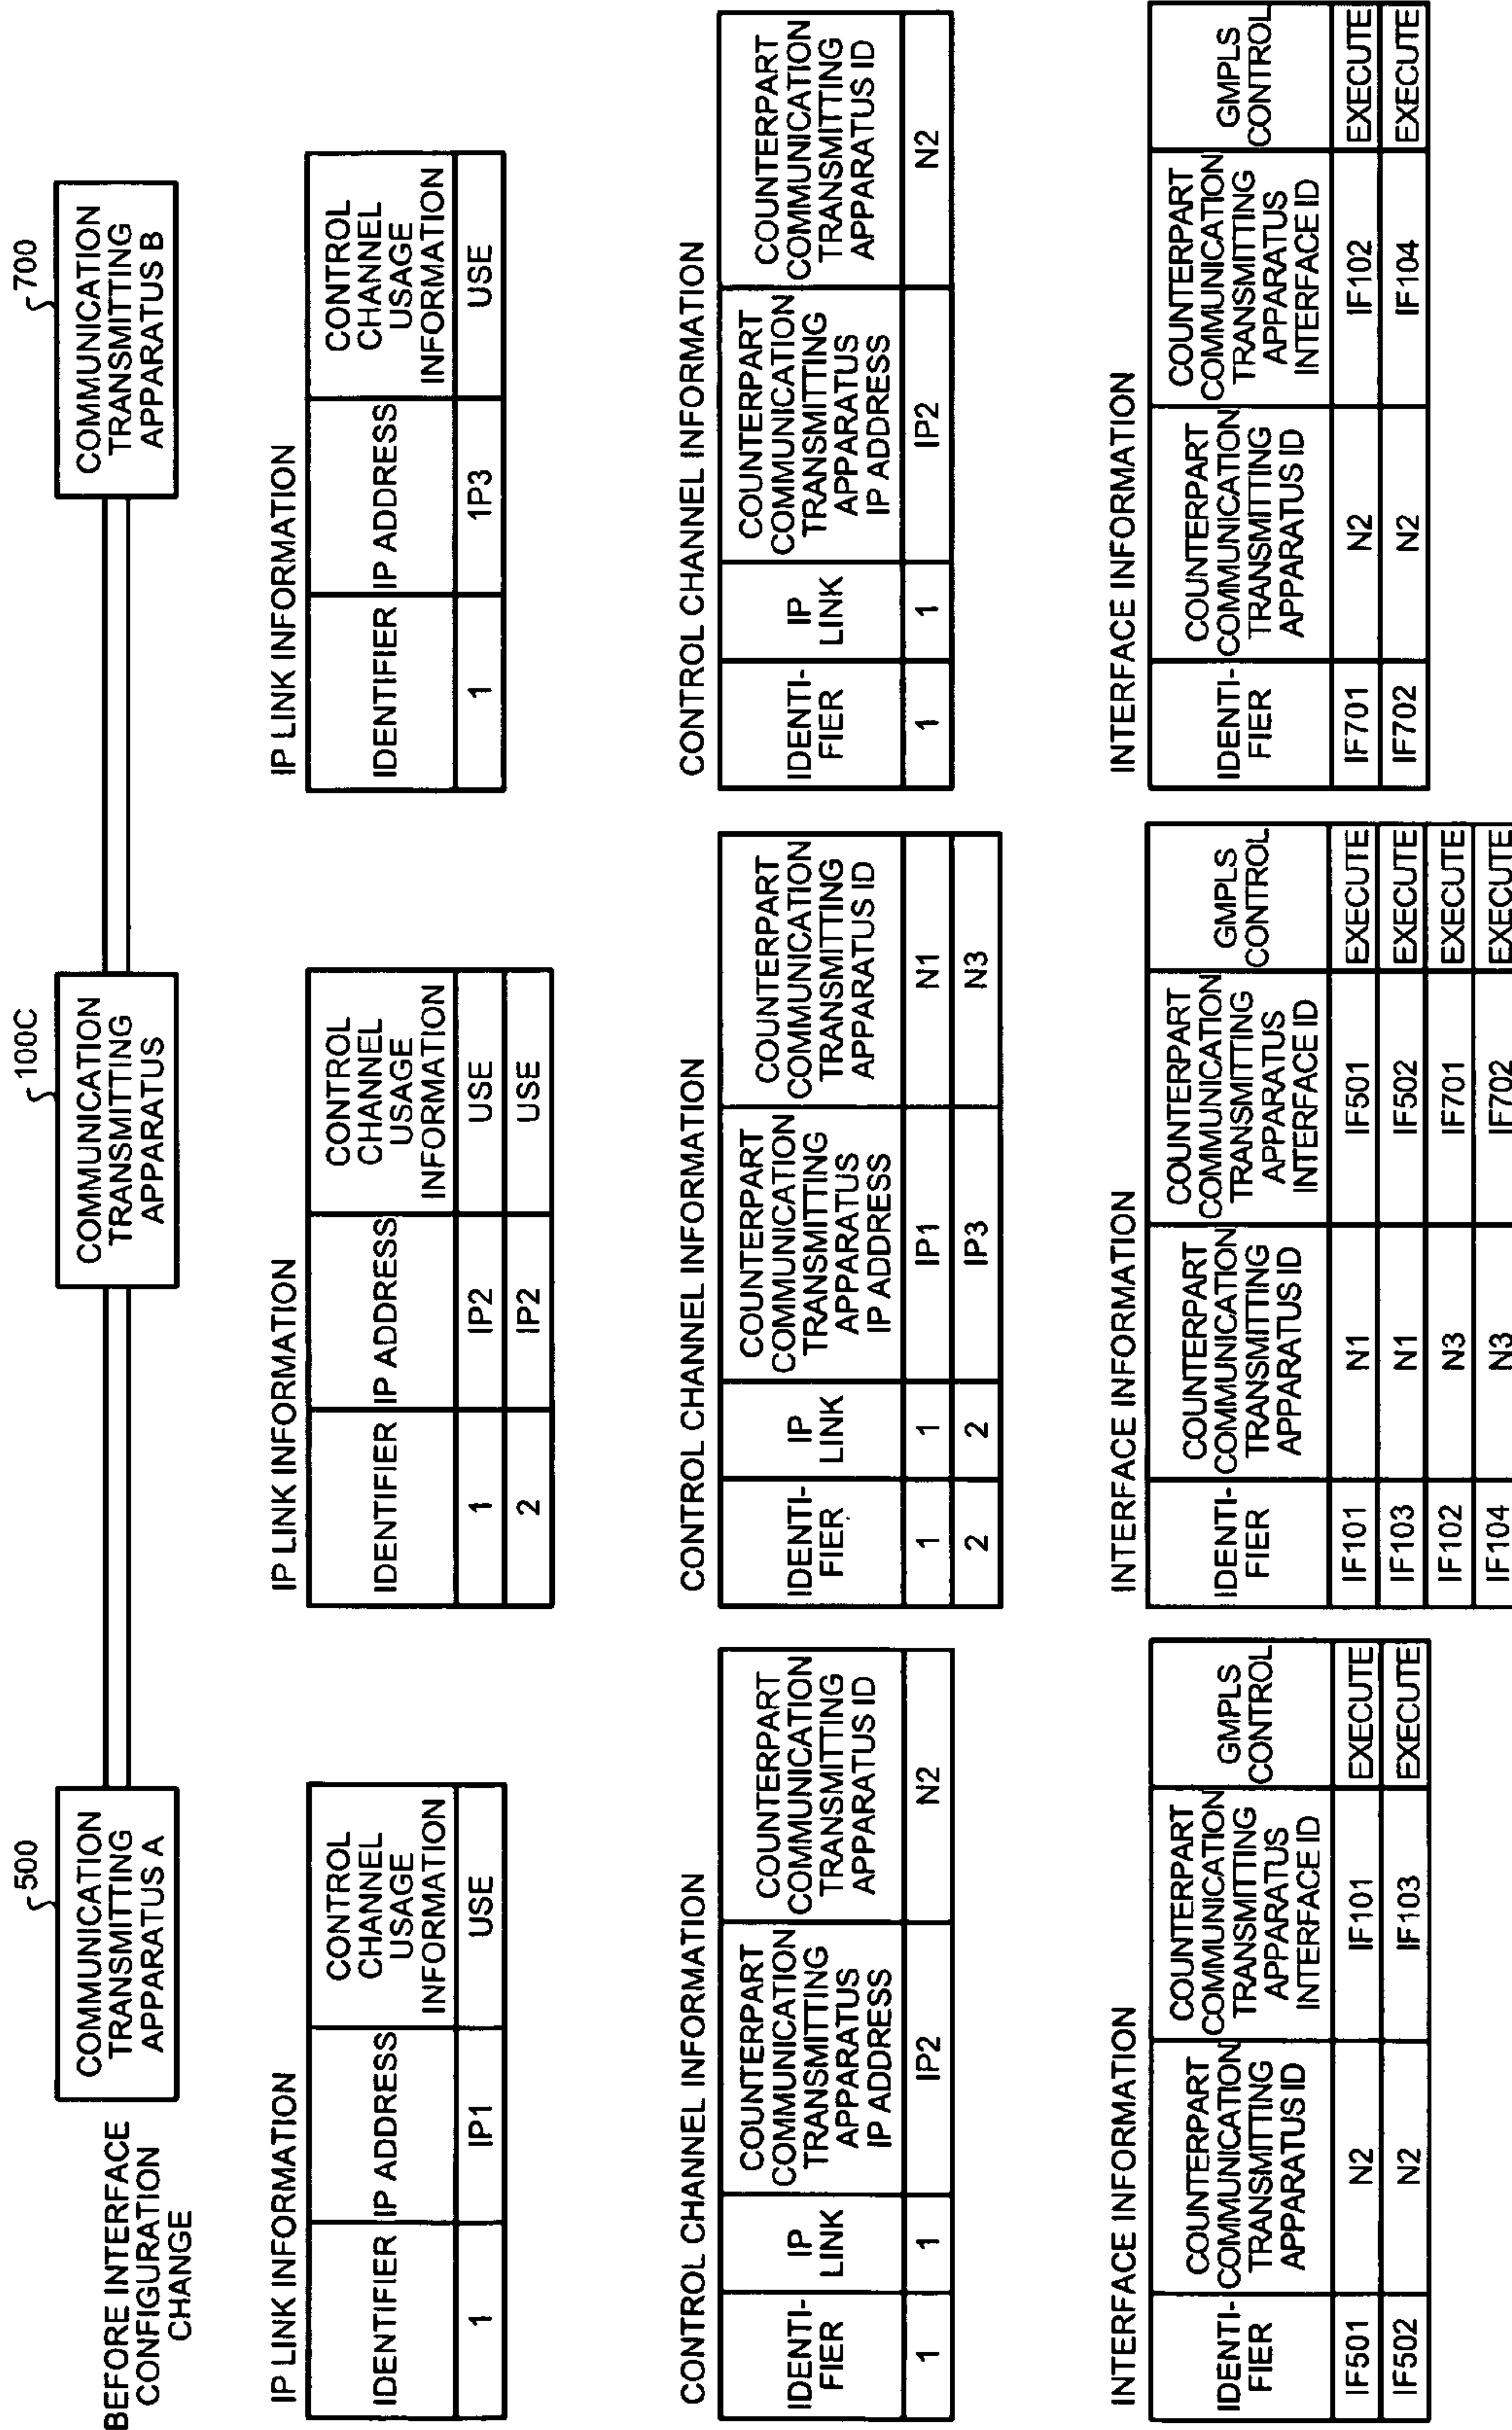 BEFORE INTERFACE
CONFIGURATION
CHANGE
500
COMMUNICATION
TRANSMITTING
APPARATUS A
100C
COMMUNICATION
TRANSMITTING
APPARATUS
700
COMMUNICATION
TRANSMITTING
APPARATUS B
IP LINK INFORMATION
IDENTIFIER IP ADDRESS CONTROL
CHANNEL
USAGE
INFORMATION
1 IP1 USE
IP LINK INFORMATION
IDENTIFIER IP ADDRESS CONTROL
CHANNEL
USAGE
INFORMATION
1 IP2 USE
2 IP2 USE
IP LINK INFORMATION
IDENTIFIER IP ADDRESS CONTROL
CHANNEL
USAGE
INFORMATION
1 1P3 USE
CONTROL CHANNEL INFORMATION
IDENTI-
FIER
IP
LINK
COUNTERPART
COMMUNICATION
TRANSMITTING
APPARATUS
IP ADDRESS
COUNTERPART
COMMUNICATION
TRANSMITTING
APPARATUS ID
1 1 IP2 N2
CONTROL CHANNEL INFORMATION
IDENTI-
FIER
IP
LINK
COUNTERPART
COMMUNICATION
TRANSMITTING
APPARATUS
IP ADDRESS
COUNTERPART
COMMUNICATION
TRANSMITTING
APPARATUS ID
1 1 IP1 N1
2 2 IP3 N3
CONTROL CHANNEL INFORMATION
IDENTI-
FIER
IP
LINK
COUNTERPART
COMMUNICATION
TRANSMITTING
APPARATUS
IP ADDRESS
COUNTERPART
COMMUNICATION
TRANSMITTING
APPARATUS ID
1 1 IP2 N2
INTERFACE INFORMATION
IDENTI-
FIER
COUNTERPART
COMMUNICATION
TRANSMITTING
APPARATUS ID
COUNTERPART
COMMUNICATION
TRANSMITTING
APPARATUS
INTERFACE ID
GMPLS
CONTROL
IF501 N2 IF101 EXECUTE
IF502 N2 IF103 EXECUTE
INTERFACE INFORMATION
IDENTI-
FIER
COUNTERPART
COMMUNICATION
TRANSMITTING
APPARATUS ID
COUNTERPART
COMMUNICATION
TRANSMITTING
APPARATUS
INTERFACE ID
GMPLS
CONTROL
IF101 N1 IF501 EXECUTE
IF103 N1 IF502 EXECUTE
IF102 N3 IF701 EXECUTE
IF104 N3 IF702 EXECUTE
INTERFACE INFORMATION
IDENTI-
FIER
COUNTERPART
COMMUNICATION
TRANSMITTING
APPARATUS ID
COUNTERPART
COMMUNICATION
TRANSMITTING
APPARATUS
INTERFACE ID
GMPLS
CONTROL
IF701 N2 IF102 EXECUTE
IF702 N2 IF104 EXECUTE